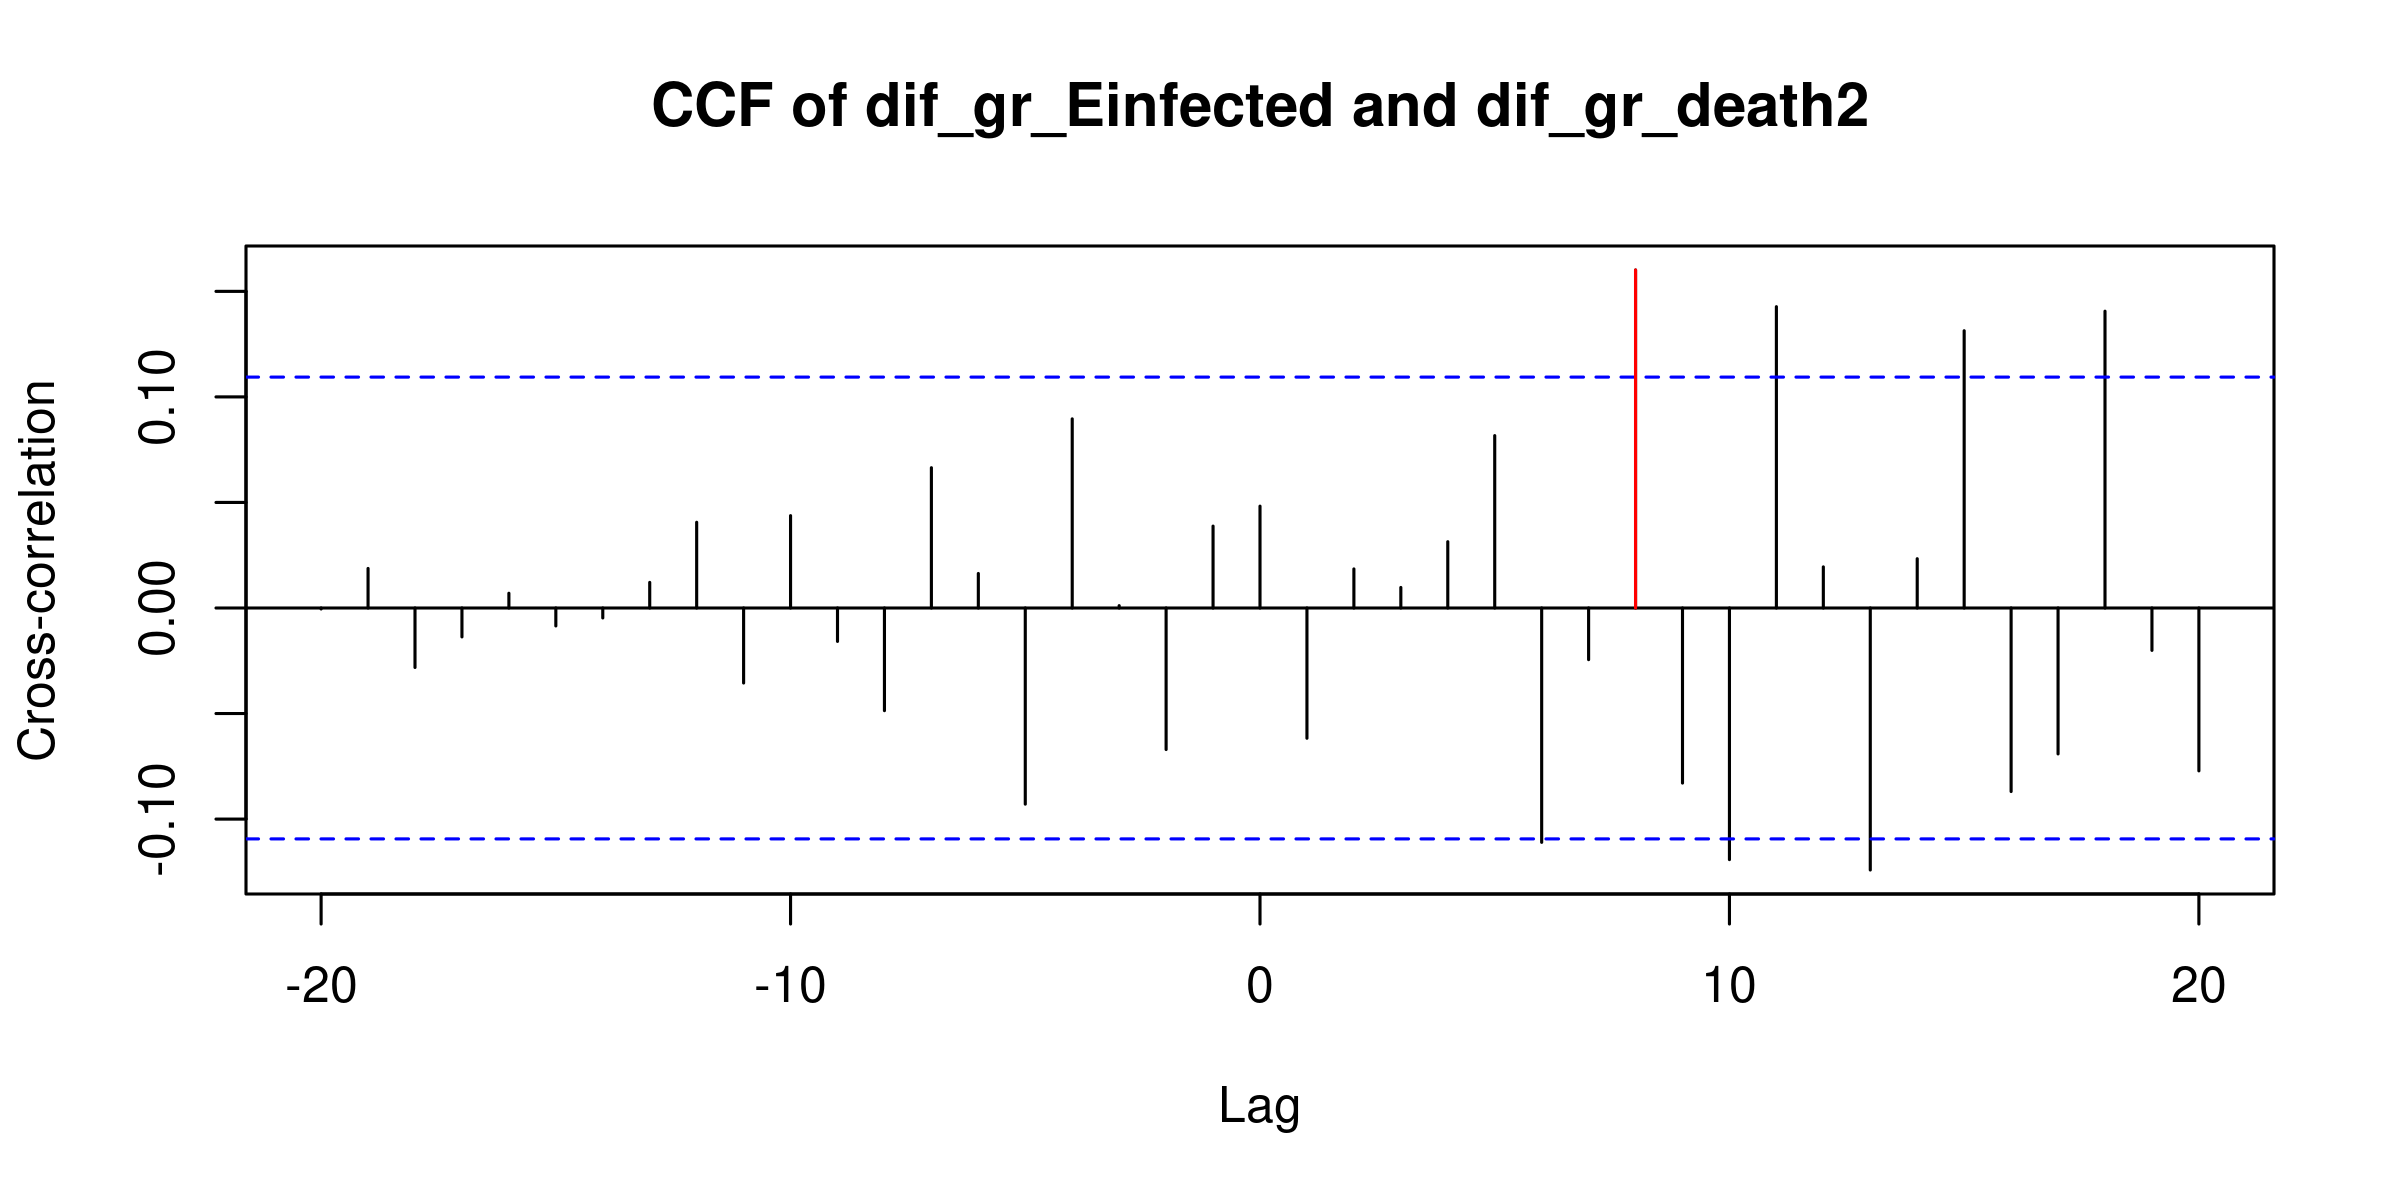 CCF of dif_gr_Einfected and dif_gr_death2
Cross-correlation
0.10
0.00
-0.10
-20 -10 0 10 20
Lag